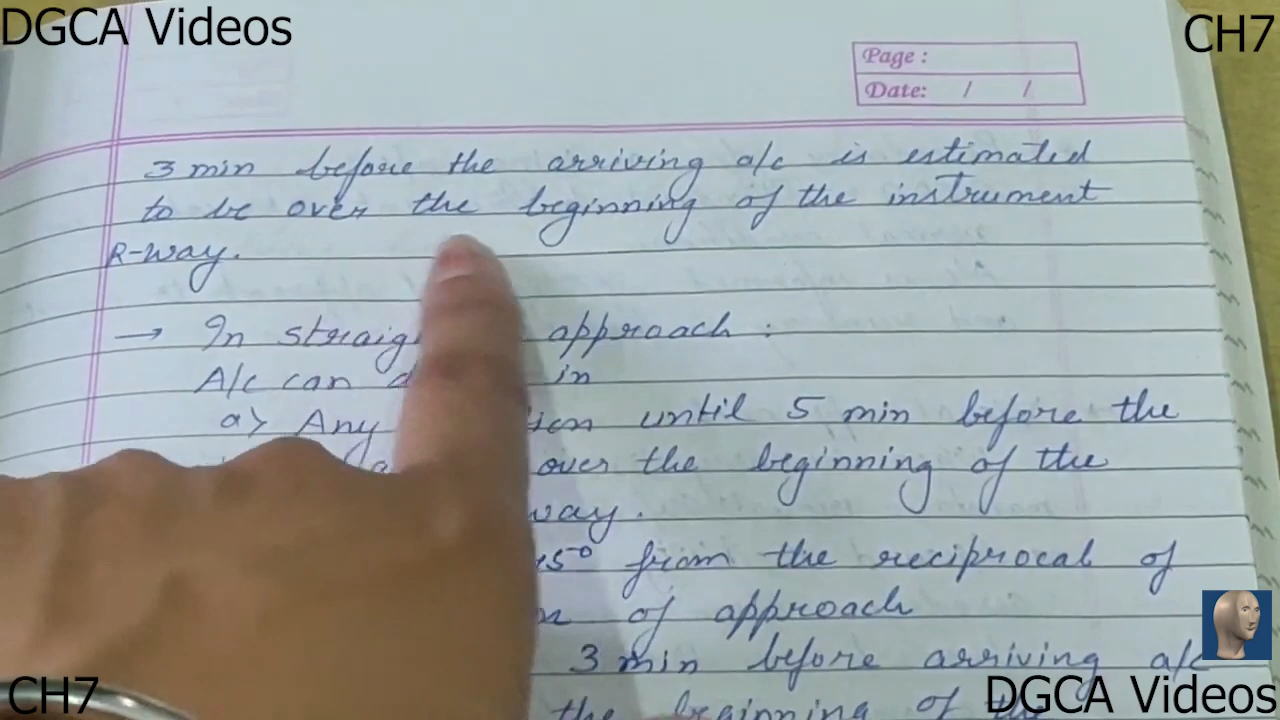 DGCA Videos
CH7
Page :
Date: / /
3 min before the arriving a/c is estimated
to be over the beginning of the instrument
R-way.
→ In approach :
A/c can in
a> Any until 5 min before the
over the beginning of the
way.
from the reciprocal of
of approach
3 min before arriving a/c
the beginning of the
CH7
DGCA Videos